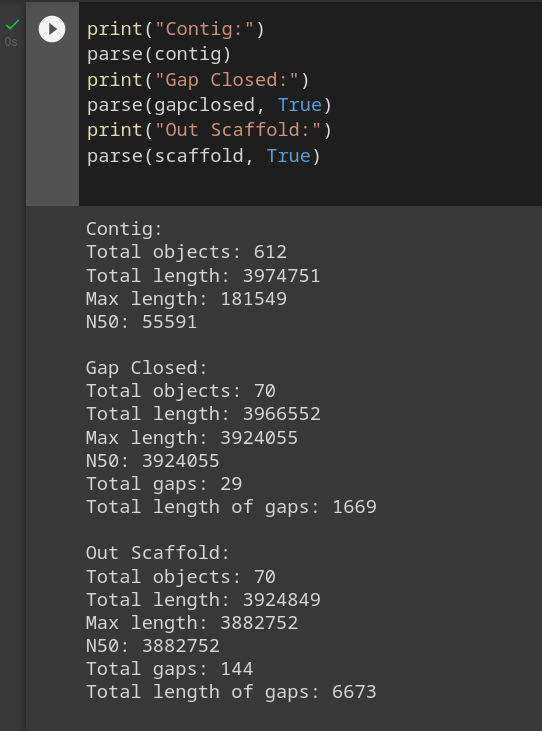 0s
print("Contig:")
parse(contig)
print("Gap Closed:")
parse(gapclosed, True)
print("Out Scaffold:")
parse(scaffold, True)
Contig:
Total objects: 612
Total length: 3974751
Max length: 181549
N50: 55591
Gap Closed:
Total objects: 70
Total length: 3966552
Max length: 3924055
N50: 3924055
Total gaps: 29
Total length of gaps: 1669
Out Scaffold:
Total objects: 70
Total length: 3924849
Max length: 3882752
N50: 3882752
Total gaps: 144
Total length of gaps: 6673